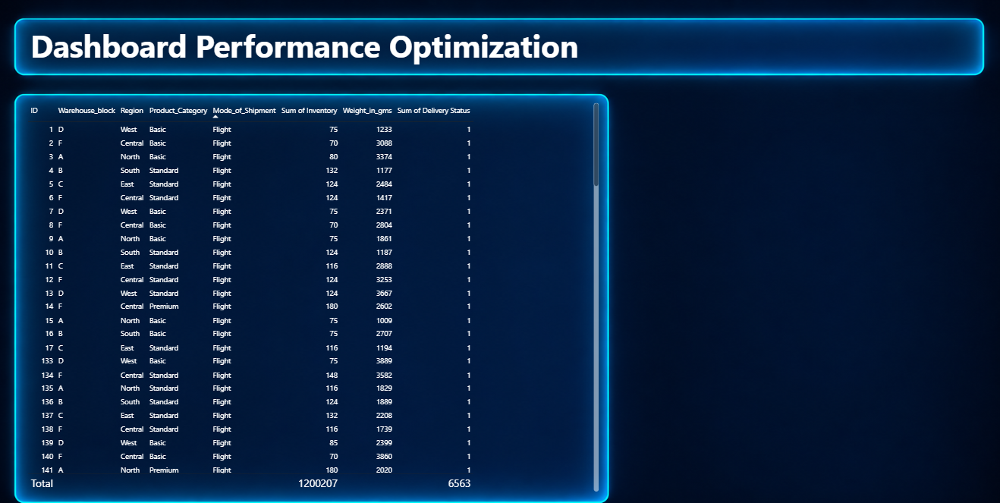 Dashboard Performance Optimization
ID Warehouse_block Region Product_Category Mode_of_Shipment Sum of Inventory Weight_in_gms Sum of Delivery Status
1 D West Basic Flight 75 1233 1
2 F Central Basic Flight 70 3088 1
3 A North Basic Flight 80 3374 1
4 B South Standard Flight 132 1177 1
5 C East Standard Flight 124 2484 1
6 F Central Standard Flight 124 1417 1
7 D West Basic Flight 75 2371 1
8 F Central Basic Flight 70 2804 1
9 A North Basic Flight 75 1861 1
10 B South Standard Flight 124 1187 1
11 C East Standard Flight 116 2888 1
12 F Central Standard Flight 124 3253 1
13 D West Standard Flight 124 3667 1
14 F Central Premium Flight 180 2602 1
15 A North Basic Flight 75 1009 1
16 B South Basic Flight 75 2707 1
17 C East Standard Flight 116 1194 1
133 D West Basic Flight 75 3889 1
134 F Central Standard Flight 148 3582 1
135 A North Standard Flight 116 1829 1
136 B South Standard Flight 124 1889 1
137 C East Standard Flight 132 2208 1
138 F Central Standard Flight 116 1739 1
139 D West Basic Flight 85 2399 1
140 F Central Basic Flight 70 3860 1
141 A North Premium Flight 180 2020 1
Total 1200207 6563